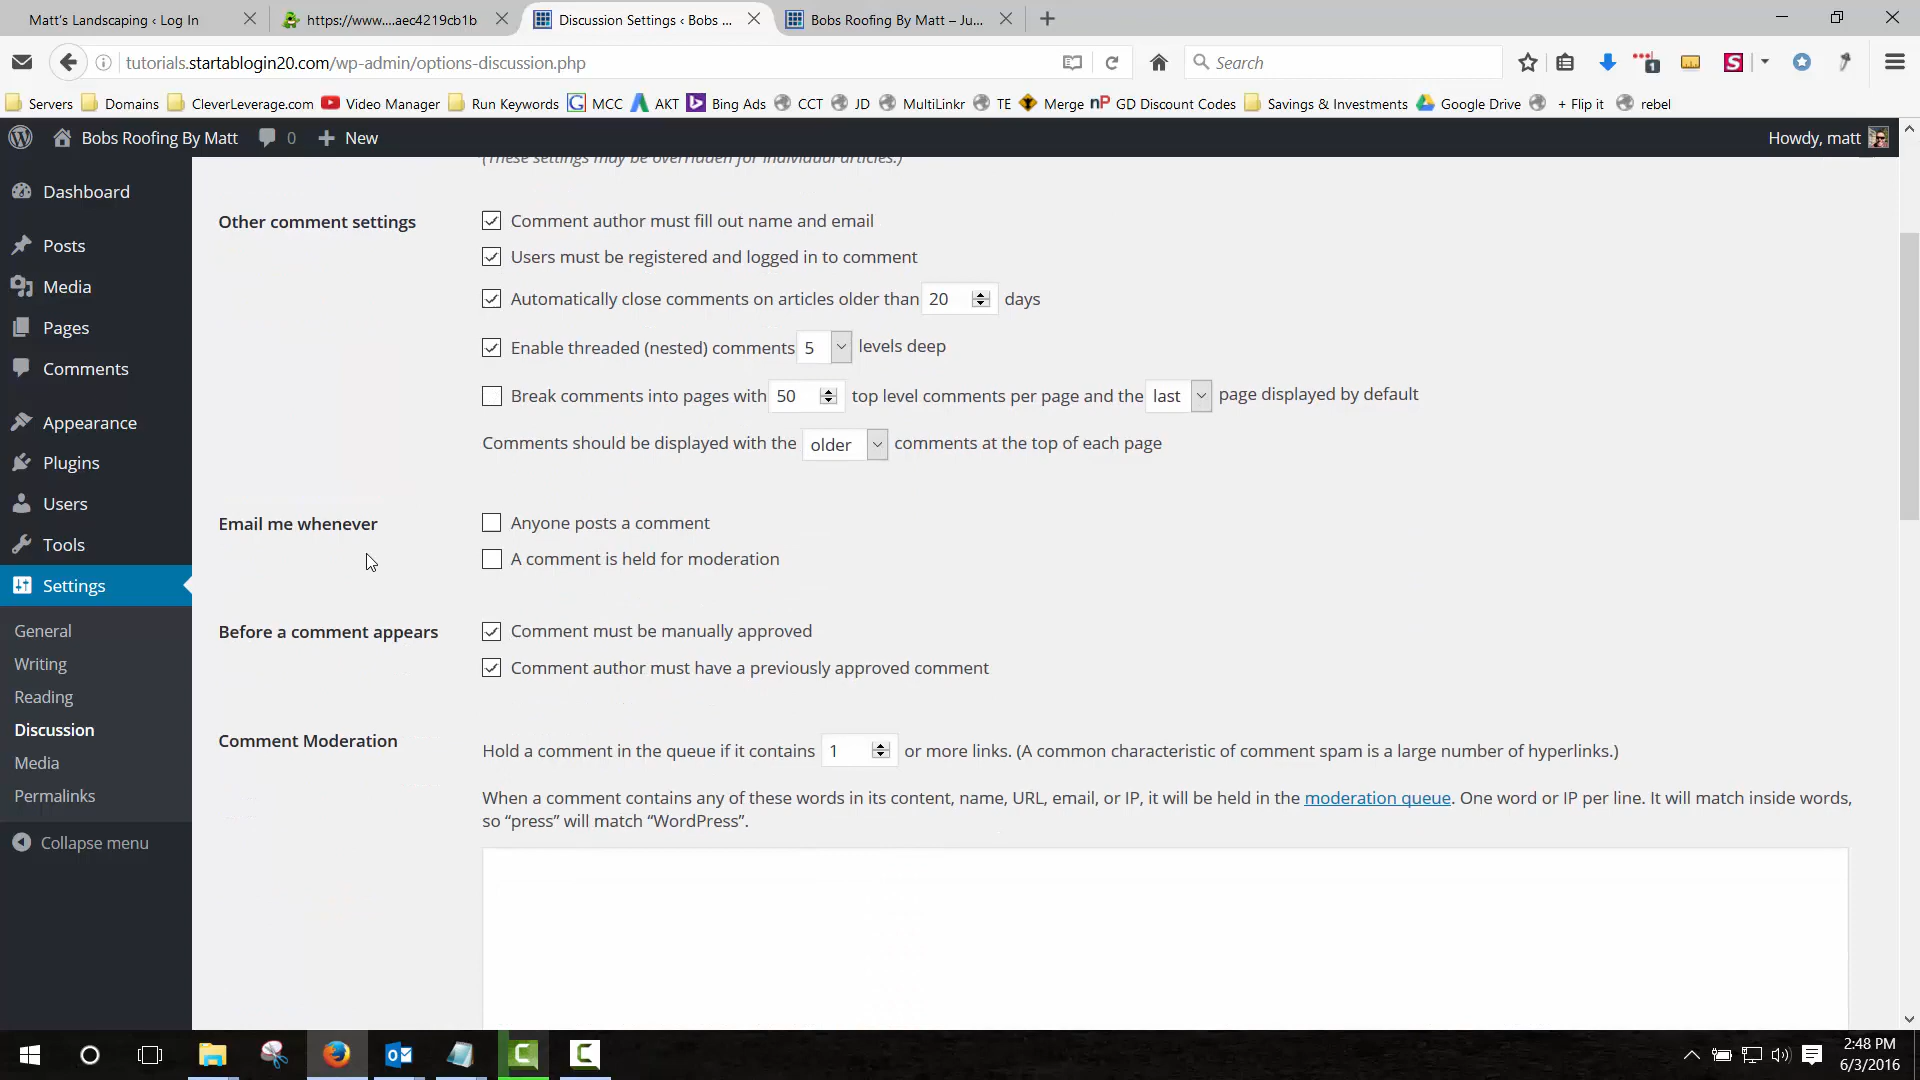 Matt's Landscaping ‹ Log In
https://www....aec4219cb1b
Discussion Settings ‹ Bobs ...
Bobs Roofing By Matt – Ju...
tutorials.startablogin20.com/wp-admin/options-discussion.php
Search
1
S
Servers
Domains
CleverLeverage.com
Video Manager
Run Keywords
G MCC
AKT
Bing Ads
CCT
JD
MultiLinkr
TE
Merge
nP GD Discount Codes
Savings & Investments
Google Drive
+ Flip it
rebel
Bobs Roofing By Matt
0
New
Howdy, matt
Dashboard
Posts
Media
Pages
Comments
Appearance
Plugins
Users
Tools
Settings
General
Writing
Reading
Discussion
Media
Permalinks
Collapse menu
(These settings may be overridden for individual articles.)
Other comment settings
Comment author must fill out name and email
Users must be registered and logged in to comment
Automatically close comments on articles older than 20 days
Enable threaded (nested) comments 5 levels deep
Break comments into pages with 50 top level comments per page and the last page displayed by default
Comments should be displayed with the older comments at the top of each page
Email me whenever
Anyone posts a comment
A comment is held for moderation
Before a comment appears
Comment must be manually approved
Comment author must have a previously approved comment
Comment Moderation
Hold a comment in the queue if it contains 1 or more links. (A common characteristic of comment spam is a large number of hyperlinks.)
When a comment contains any of these words in its content, name, URL, email, or IP, it will be held in the moderation queue. One word or IP per line. It will match inside words,
so “press” will match “WordPress”.
2:48 PM
6/3/2016